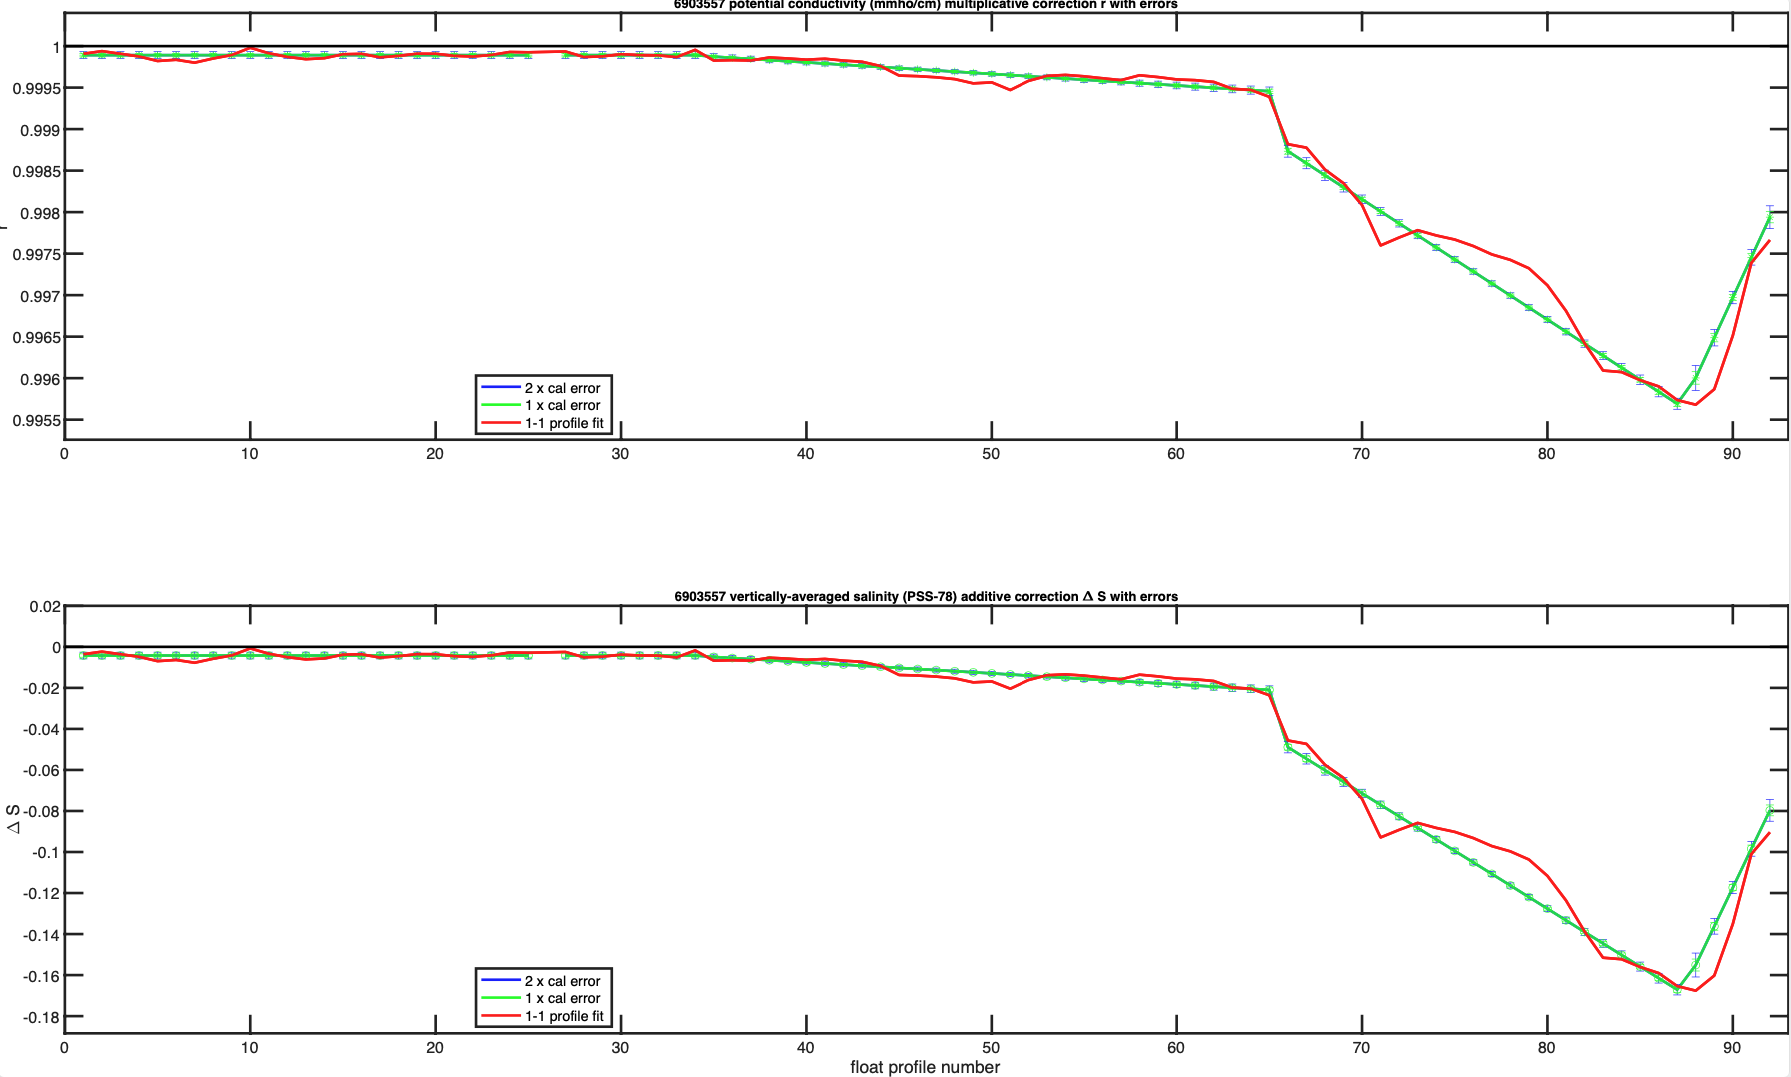 6903557 potential conductivity (mmho/cm) multiplicative correction r with errors
1
0.9995
0.999
0.9985
0.998
0.9975
0.997
0.9965
0.996
0.9955
r
2 x cal error
1 x cal error
1-1 profile fit
0 10 20 30 40 50 60 70 80 90
6903557 vertically-averaged salinity (PSS-78) additive correction Δ S with errors
0.02
0
-0.02
-0.04
-0.06
-0.08
-0.1
-0.12
-0.14
-0.16
-0.18
Δ S
2 x cal error
1 x cal error
1-1 profile fit
0 10 20 30 40 50 60 70 80 90
float profile number